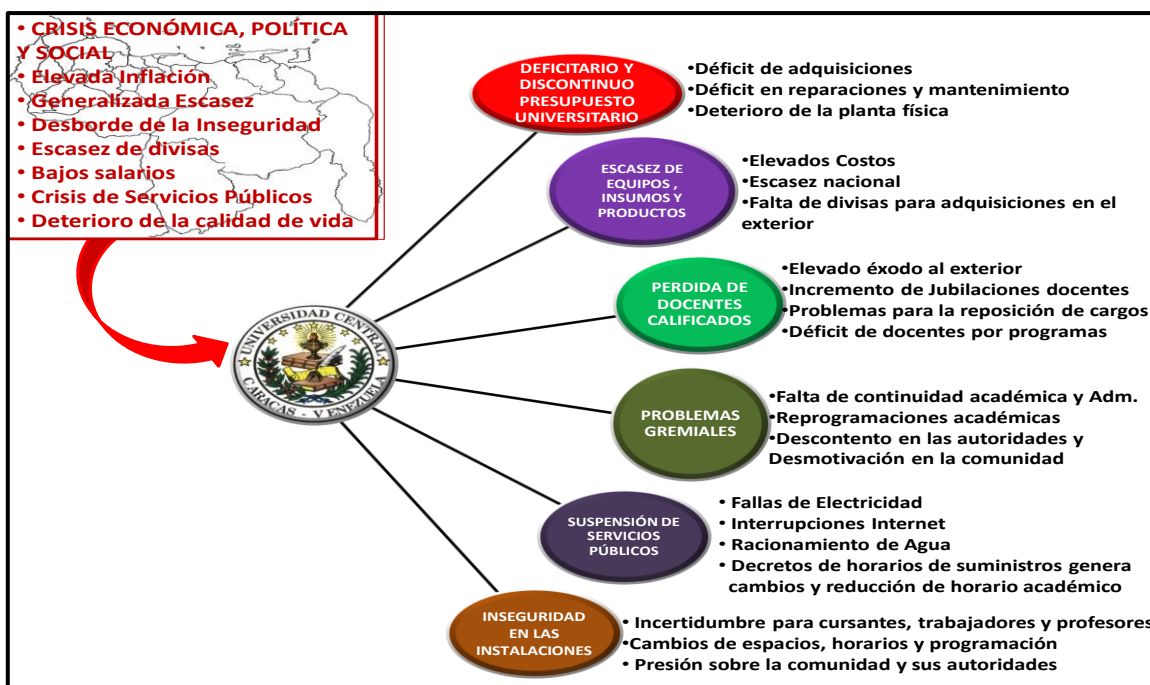 • CRISIS ECONÓMICA, POLÍTICA
Y SOCIAL
• Elevada Inflación
• Generalizada Escasez
• Desborde de la Inseguridad
• Escasez de divisas
• Bajos salarios
• Crisis de Servicios Públicos
• Deterioro de la calidad de vida
UNIVERSIDAD CENTRAL
CARACAS - VENEZUELA
DEFICITARIO Y
DISCONTINUO
PRESUPUESTO
UNIVERSITARIO
•Déficit de adquisiciones
•Déficit en reparaciones y mantenimiento
•Deterioro de la planta física
ESCASEZ DE
EQUIPOS ,
INSUMOS Y
PRODUCTOS
•Elevados Costos
•Escasez nacional
•Falta de divisas para adquisiciones en el
exterior
PERDIDA DE
DOCENTES
CALIFICADOS
•Elevado éxodo al exterior
•Incremento de Jubilaciones docentes
•Problemas para la reposición de cargos
•Déficit de docentes por programas
PROBLEMAS
GREMIALES
•Falta de continuidad académica y Adm.
•Reprogramaciones académicas
•Descontento en las autoridades y
Desmotivación en la comunidad
SUSPENSIÓN DE
SERVICIOS
PÚBLICOS
• Fallas de Electricidad
• Interrupciones Internet
• Racionamiento de Agua
• Decretos de horarios de suministros genera
cambios y reducción de horario académico
INSEGURIDAD
EN LAS
INSTALACIONES
• Incertidumbre para cursantes, trabajadores y profesores
•Cambios de espacios, horarios y programación
• Presión sobre la comunidad y sus autoridades